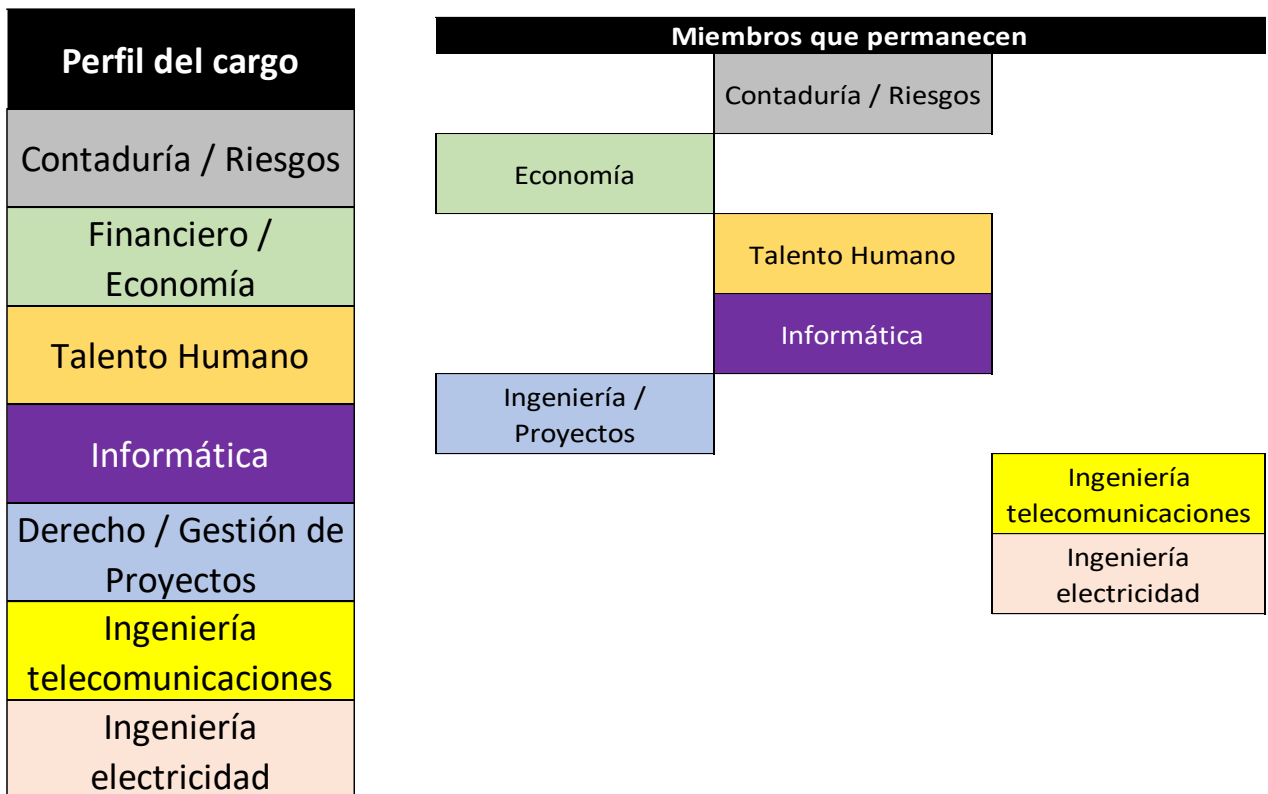 Perfil del cargo
Contaduría / Riesgos
Financiero /
Economía
Talento Humano
Informática
Derecho / Gestión de
Proyectos
Ingeniería
telecomunicaciones
Ingeniería
electricidad
Miembros que permanecen
Contaduría / Riesgos
Economía
Talento Humano
Informática
Ingeniería /
Proyectos
Ingeniería
telecomunicaciones
Ingeniería
electricidad